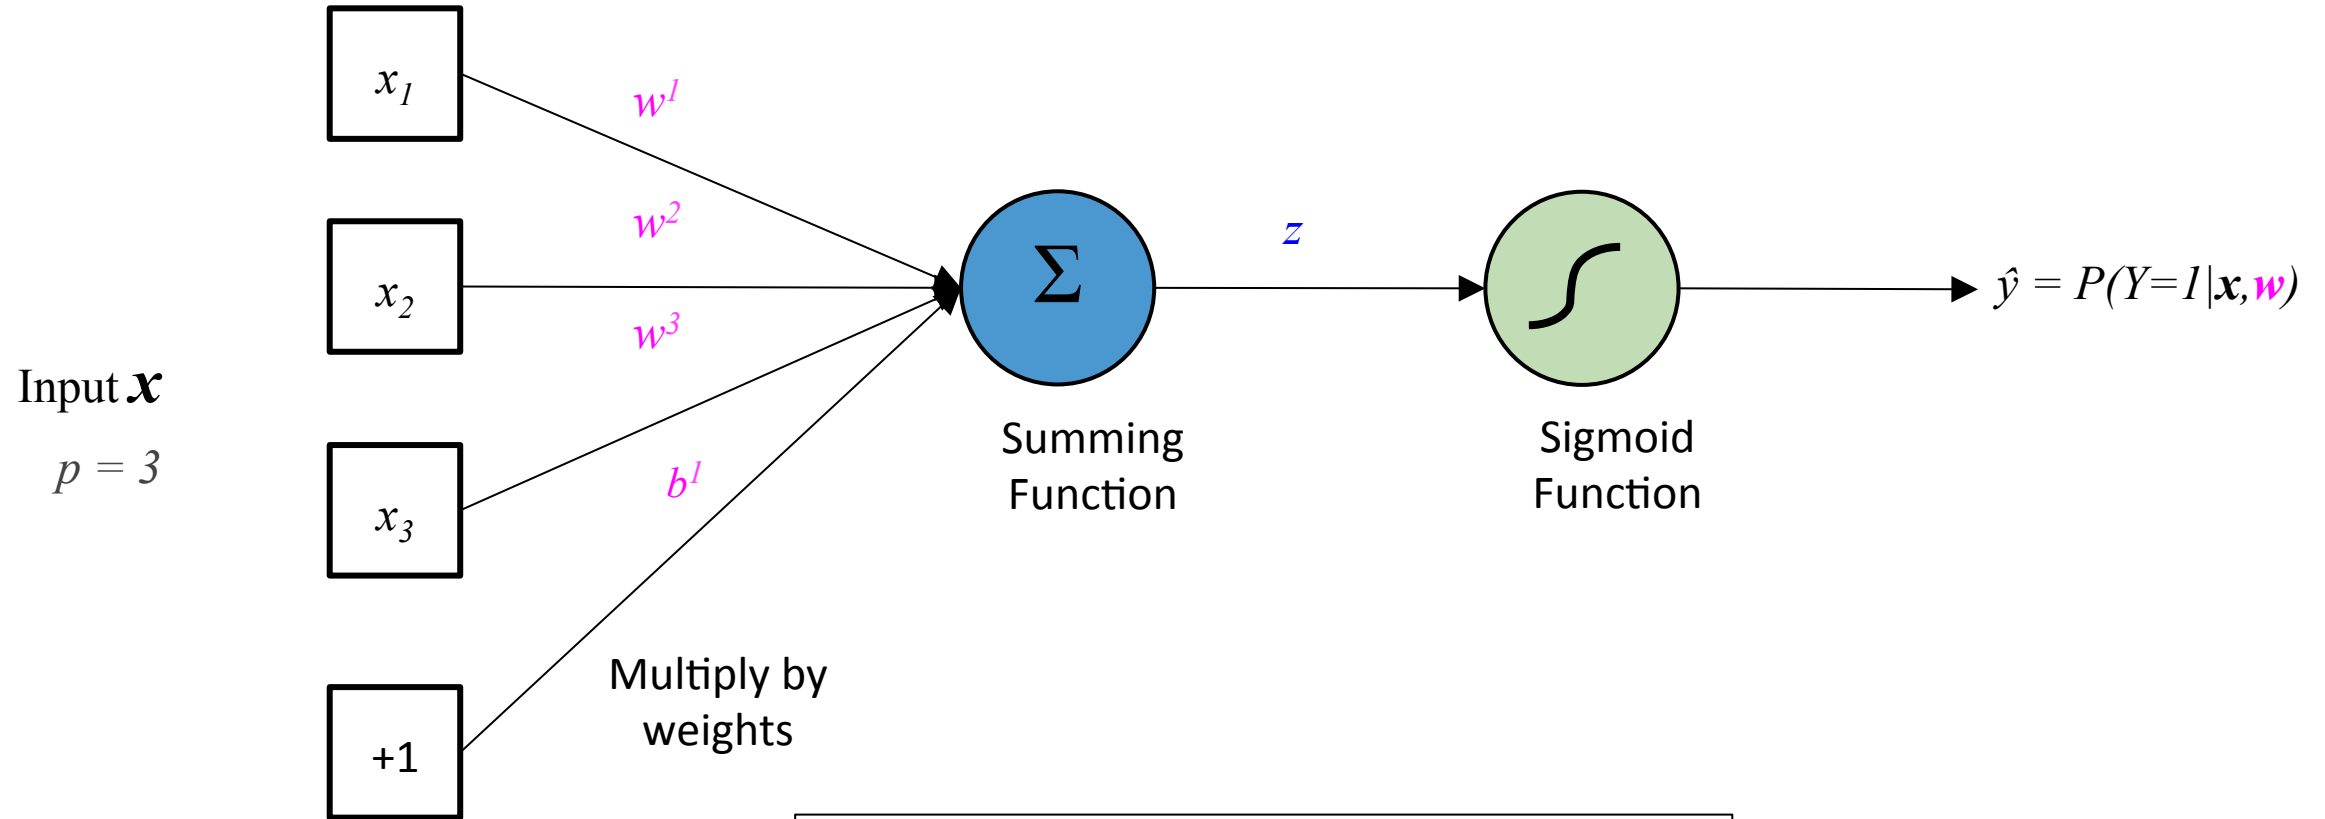 x₁
w¹
x₂
w²
w³
Input x
p = 3
x₃
b¹
+1
Multiply by
weights
Σ
Summing
Function
z
Sigmoid
Function
ŷ = P(Y=1|x,w)